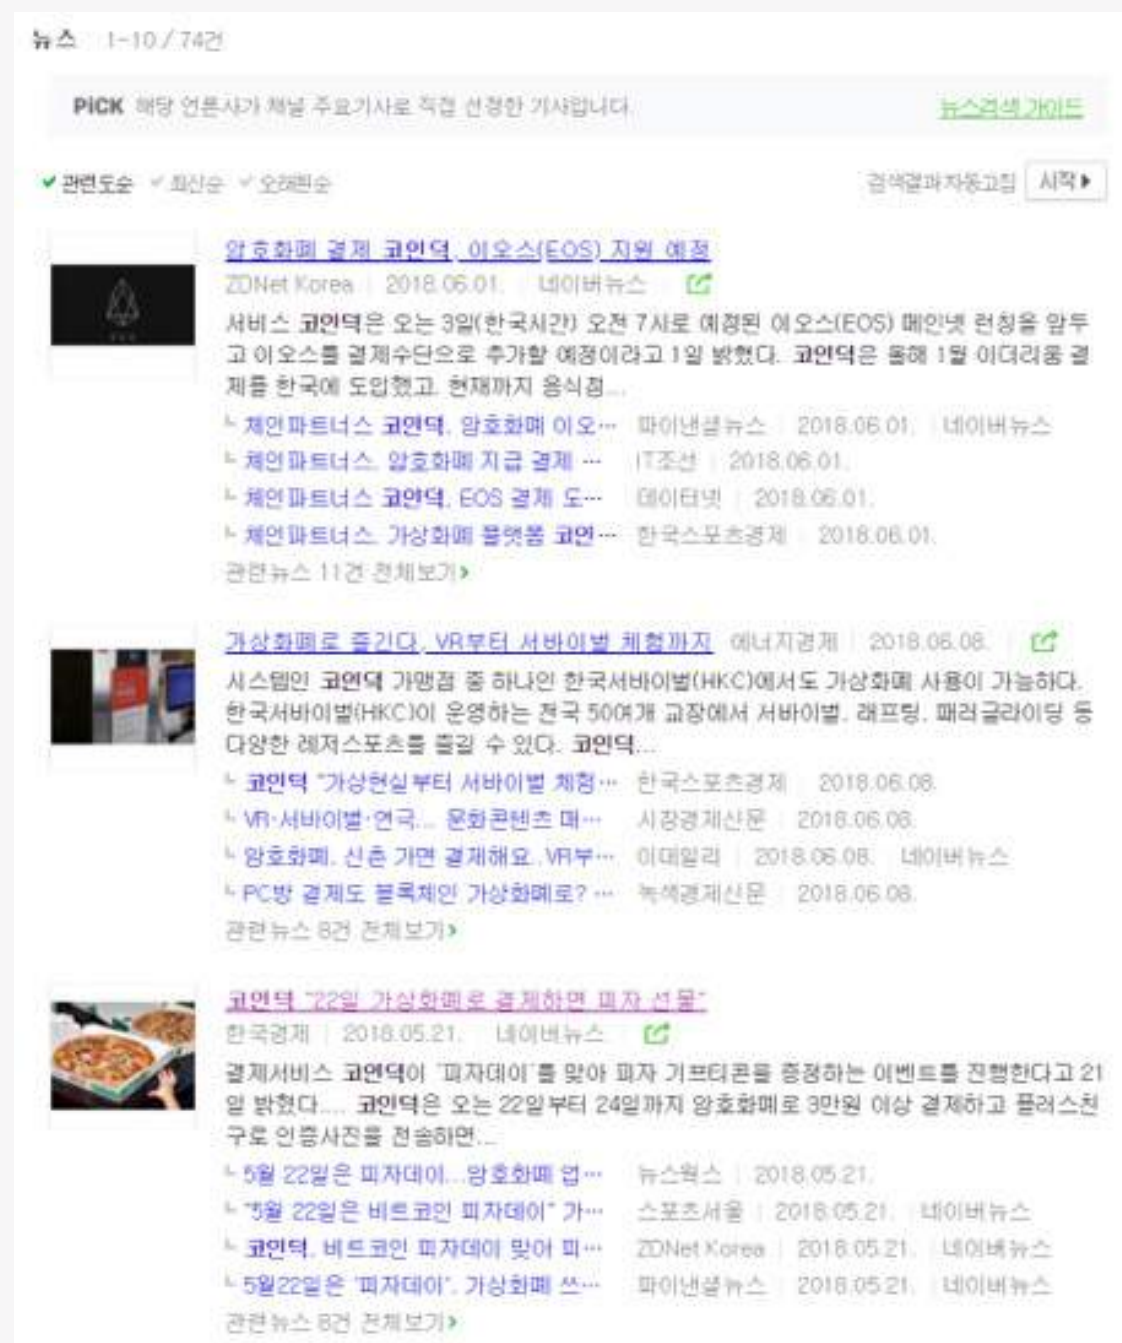 뉴스 1-10 / 74건
PiCK 해당 언론사가 채널 주요기사로 직접 선정한 기사입니다.
뉴스검색 가이드
관련도순 최신순 오래된순
검색결과 자동고침 시작
암호화폐 결제 코인덕, 이오스(EOS) 지원 예정
ZDNet Korea 2018.06.01. 네이버뉴스
서비스 코인덕은 오는 3일(한국시간) 오전 7시로 예정된 이오스(EOS) 메인넷 런칭을 앞두
고 이오스를 결제수단으로 추가할 예정이라고 1일 밝혔다. 코인덕은 올해 1월 이더리움 결
제를 한국에 도입했고, 현재까지 음식점...
ㄴ 체인파트너스 코인덕, 암호화폐 이오… 파이낸셜뉴스 2018.06.01. 네이버뉴스
ㄴ 체인파트너스, 암호화폐 지급 결제 … IT조선 2018.06.01.
ㄴ 체인파트너스 코인덕, EOS 결제 도… 데이터넷 2018.06.01.
ㄴ 체인파트너스, 가상화폐 플랫폼 코인… 한국스포츠경제 2018.06.01.
관련뉴스 11건 전체보기
가상화폐로 즐긴다, VR부터 서바이벌 체험까지 에너지경제 2018.06.08.
시스템인 코인덕 가맹점 중 하나인 한국서바이벌(HKC)에서도 가상화폐 사용이 가능하다.
한국서바이벌(HKC)이 운영하는 전국 500여개 교장에서 서바이벌, 래프팅, 패러글라이딩 등
다양한 레저스포츠를 즐길 수 있다. 코인덕...
ㄴ 코인덕 "가상현실부터 서바이벌 체험… 한국스포츠경제 2018.06.08.
ㄴ VR·서바이벌·연극... 문화콘텐츠 매… 시장경제신문 2018.06.08.
ㄴ 암호화폐, 신촌 가면 결제해요..VR부… 이데일리 2018.06.08. 네이버뉴스
ㄴ PC방 결제도 블록체인 가상화폐로? … 녹색경제신문 2018.06.08.
관련뉴스 8건 전체보기
코인덕 "22일 가상화폐로 결제하면 피자 선물"
한국경제 2018.05.21. 네이버뉴스
결제서비스 코인덕이 '피자데이'를 맞아 피자 기프티콘을 증정하는 이벤트를 진행한다고 21
일 밝혔다.... 코인덕은 오는 22일부터 24일까지 암호화폐로 3만원 이상 결제하고 플러스친
구로 인증사진을 전송하면...
ㄴ 5월 22일은 피자데이...암호화폐 업… 뉴스웍스 2018.05.21.
ㄴ "5월 22일은 비트코인 피자데이" 가… 스포츠서울 2018.05.21. 네이버뉴스
ㄴ 코인덕, 비트코인 피자데이 맞아 피… ZDNet Korea 2018.05.21. 네이버뉴스
ㄴ 5월22일은 '피자데이', 가상화폐 쓰… 파이낸셜뉴스 2018.05.21. 네이버뉴스
관련뉴스 8건 전체보기